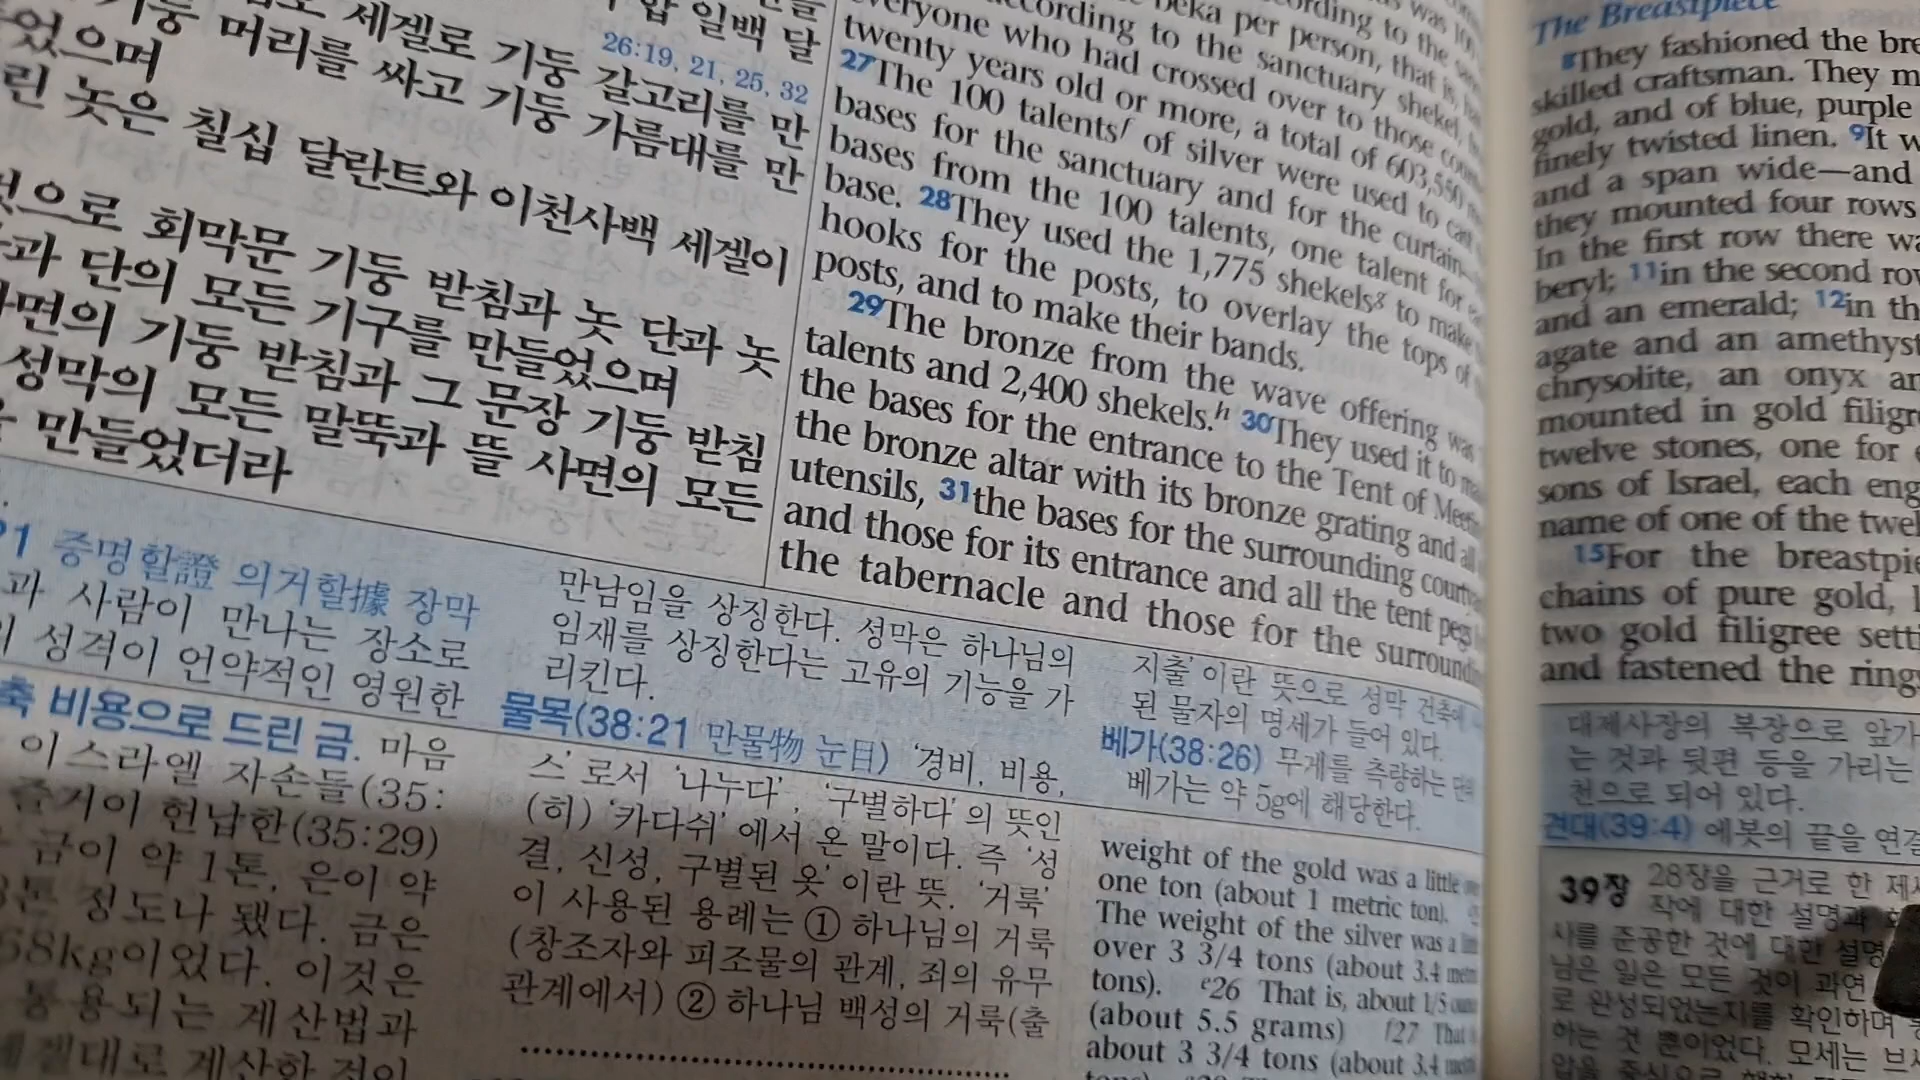 세겔로 기둥 갈고리를 만
기둥 머리를 싸고 기둥 가름대를 만
었으며
26:19, 21, 25, 32
린 놋은 칠십 달란트와 이천사백 세겔이
것으로 회막문 기둥 받침과 놋 단과 놋
과 단의 모든 기구를 만들었으며
사면의 기둥 받침과 그 문장 기둥 받침
성막의 모든 말뚝과 뜰 사면의 모든
만들었더라
beka per person, that is,
according to the sanctuary shekel,
everyone who had crossed over to those
twenty years old or more, a total of 603,550
27The 100 talentsf of silver were used to cast
bases for the sanctuary and for the curtain
bases from the 100 talents, one talent for
base. 28They used the 1,775 shekelsg to make
hooks for the posts, to overlay the tops of
posts, and to make their bands.
29The bronze from the wave offering was
talents and 2,400 shekels.h 30They used it to
the bases for the entrance to the Tent of
the bronze altar with its bronze grating and all
utensils, 31the bases for the surrounding
and those for its entrance and all the tent pegs
the tabernacle and those for the
증명할證 의거할據 장막
과 사람이 만나는 장소로
성격이 언약적인 영원한
만남임을 상징한다. 성막은 하나님의
임재를 상징한다는 고유의 기능을 가
리킨다.
물목(38:21 만물物 눈目) '경비, 비용,
지출' 이란 뜻으로 성막 건축에
된 물자의 명세가 들어 있다.
베가(38:26) 무게를 측량하는
베가는 약 5g에 해당한다.
비용으로 드린 금. 마음
이스라엘 자손들(35:
헌납한(35:29)
금이 약 1톤, 은이 약
정도나 됐다. 금은
68kg이었다. 이것은
통용되는 계산법과
스' 로서 '나누다', '구별하다' 의 뜻인
(히) '카다쉬' 에서 온 말이다. 즉 '성
결, 신성, 구별된 옷' 이란 뜻. '거룩'
이 사용된 용례는 ① 하나님의 거룩
(창조자와 피조물의 관계, 죄의 유무
관계에서) ② 하나님 백성의 거룩(출
weight of the gold was a little
one ton (about 1 metric ton).
The weight of the silver was a
over 3 3/4 tons (about 3.4
tons). e26 That is, about 1/5
(about 5.5 grams) f27
about 3 3/4 tons (about 3.4
The Breastpiece
8They fashioned the
skilled craftsman. They
gold, and of blue, purple
finely twisted linen. 9It
and a span wide—and
they mounted four rows
In the first row there
beryl; 11in the second
and an emerald; 12in
agate and an amethyst
chrysolite, an onyx
mounted in gold
twelve stones, one for
sons of Israel, each
name of one of the
15For the
chains of pure gold,
two gold filigree
and fastened the
대제사장의 복장으로
는 것과 뒷편 등을 가리는
천으로 되어 있다.
견대(39:4) 에봇의 끝을
39장 28장을 근거로 한
작에 대한 설명과
사를 준공한 것에 대한
남은 일은 모든 것이 과연
로 완성되었는지를 확인하며
하는 것 뿐이었다. 모세는